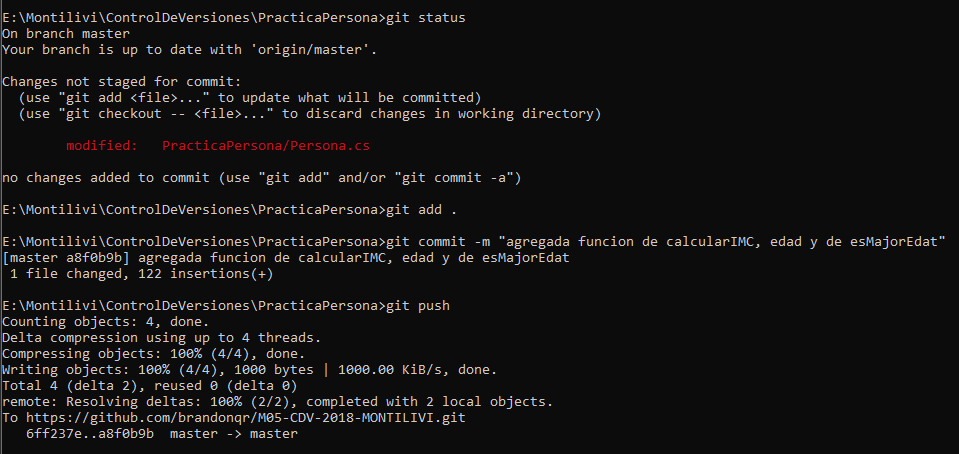 E:\Montilivi\ControlDeVersiones\PracticaPersona>git status
On branch master
Your branch is up to date with 'origin/master'.
Changes not staged for commit:
(use "git add <file>..." to update what will be committed)
(use "git checkout -- <file>..." to discard changes in working directory)
modified:   PracticaPersona/Persona.cs
no changes added to commit (use "git add" and/or "git commit -a")
E:\Montilivi\ControlDeVersiones\PracticaPersona>git add .
E:\Montilivi\ControlDeVersiones\PracticaPersona>git commit -m "agregada funcion de calcularIMC, edad y de esMajorEdat"
[master a8f0b9b] agregada funcion de calcularIMC, edad y de esMajorEdat
1 file changed, 122 insertions(+)
E:\Montilivi\ControlDeVersiones\PracticaPersona>git push
Counting objects: 4, done.
Delta compression using up to 4 threads.
Compressing objects: 100% (4/4), done.
Writing objects: 100% (4/4), 1000 bytes | 1000.00 KiB/s, done.
Total 4 (delta 2), reused 0 (delta 0)
remote: Resolving deltas: 100% (2/2), completed with 2 local objects.
To https://github.com/brandonqr/M05-CDV-2018-MONTILIVI.git
6ff237e..a8f0b9b  master -> master